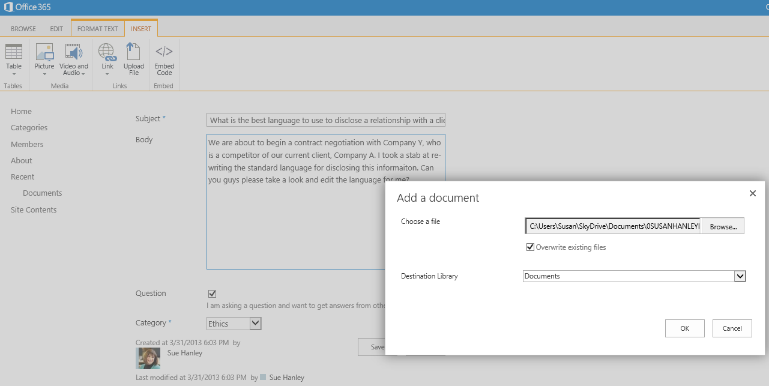 Office 365
BROWSE EDIT FORMAT TEXT INSERT
Table Picture Video and Audio Link Upload File Embed Code
Tables Media Links Embed
Home
Categories
Members
About
Recent
Documents
Site Contents
Subject *
What is the best language to use to disclose a relationship with a clie
Body
We are about to begin a contract negotiation with Company Y, who
is a competitor of our current client, Company A. I took a stab at re-
writing the standard language for disclosing this informaiton. Can
you guys please take a look and edit the language for me?
Question
I am asking a question and want to get answers from othe
Category *
Ethics
Created at 3/31/2013 6:03 PM by
Sue Hanley
Save
Last modified at 3/31/2013 6:03 PM by Sue Hanley
Add a document
Choose a file
C:\Users\Susan\SkyDrive\Documents\0SUSANHANLEY
Browse...
Overwrite existing files
Destination Library
Documents
OK
Cancel